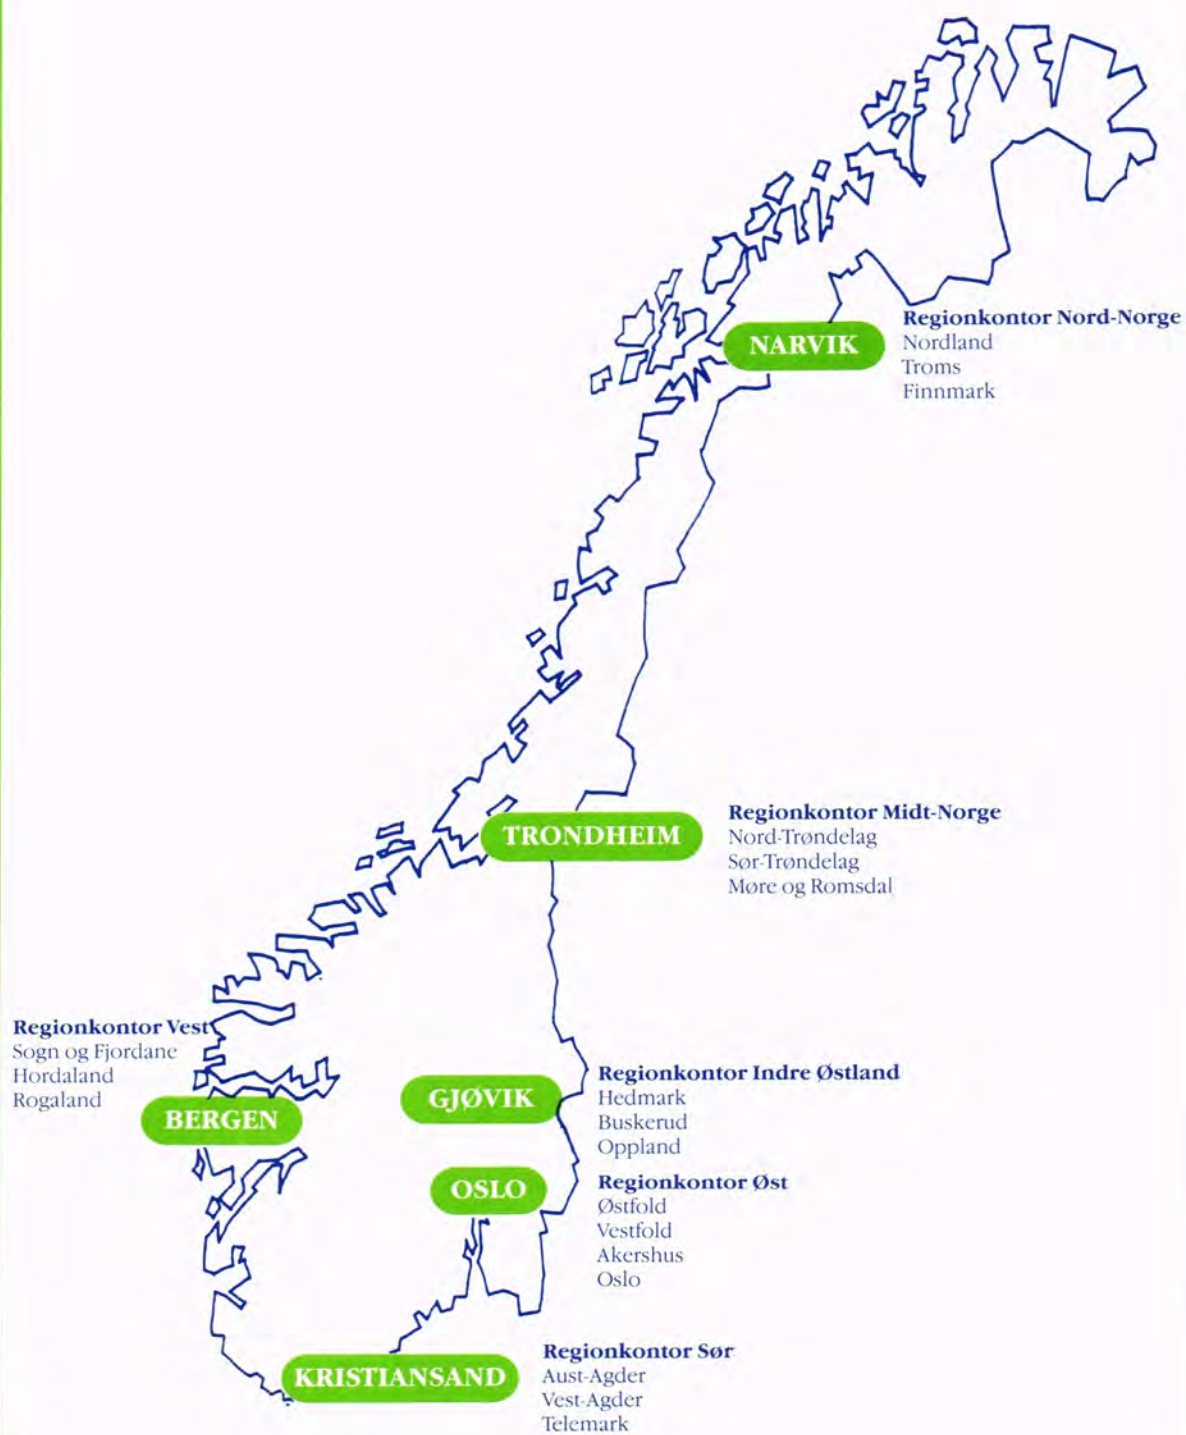 NARVIK
Regionkontor Nord-Norge
Nordland
Troms
Finnmark
TRONDHEIM
Regionkontor Midt-Norge
Nord-Trøndelag
Sør-Trøndelag
Møre og Romsdal
Regionkontor Vest
Sogn og Fjordane
Hordaland
Rogaland
BERGEN
GJØVIK
Regionkontor Indre Østland
Hedmark
Buskerud
Oppland
OSLO
Regionkontor Øst
Østfold
Vestfold
Akershus
Oslo
KRISTIANSAND
Regionkontor Sør
Aust-Agder
Vest-Agder
Telemark